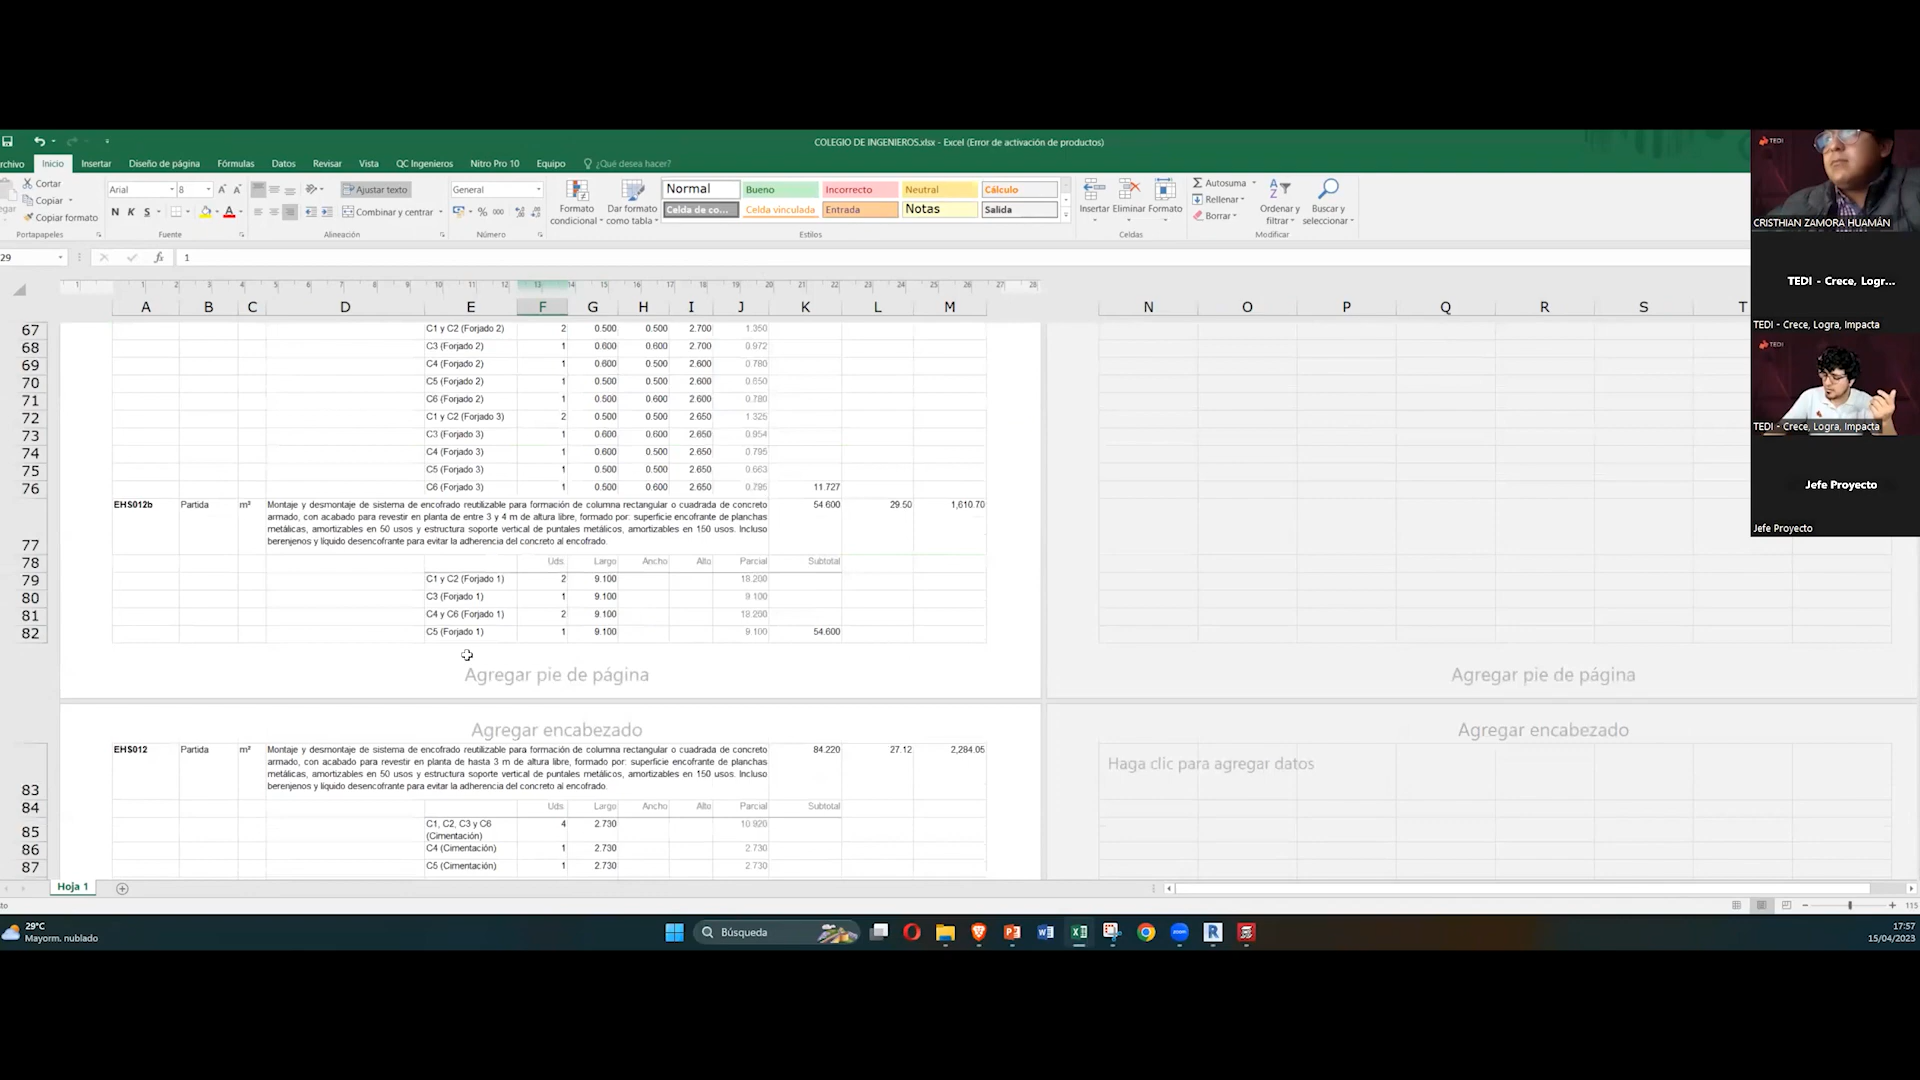 COLEGIO DE INGENIEROS.xlsx - Excel (Error de activación de productos)
rchivo Inicio Insertar Diseño de página Fórmulas Datos Revisar Vista QC Ingenieros Nitro Pro 10 Equipo ¿Qué desea hacer?
Cortar
Copiar
Copiar formato
Portapapeles
Arial 8
N K S
Fuente
Ajustar texto
Combinar y centrar
Alineación
General
% 000
Número
Formato condicional
Dar formato como tabla
Normal Bueno Incorrecto Neutral Cálculo
Celda de co... Celda vinculada Entrada Notas Salida
Estilos
Insertar Eliminar Formato
Celdas
Autosuma
Rellenar
Borrar
Ordenar y filtrar
Buscar y seleccionar
Modificar
29 fx 1
A B C D E F G H I J K L M N O P Q R S T
67 C1 y C2 (Forjado 2) 2 0.500 0.500 2.700 1.350
68 C3 (Forjado 2) 1 0.600 0.600 2.700 0.972
69 C4 (Forjado 2) 1 0.600 0.500 2.600 0.780
70 C5 (Forjado 2) 1 0.500 0.500 2.600 0.650
71 C6 (Forjado 2) 1 0.500 0.600 2.600 0.780
72 C1 y C2 (Forjado 3) 2 0.500 0.500 2.650 1.325
73 C3 (Forjado 3) 1 0.600 0.600 2.650 0.954
74 C4 (Forjado 3) 1 0.600 0.500 2.650 0.795
75 C5 (Forjado 3) 1 0.500 0.500 2.650 0.663
76 C6 (Forjado 3) 1 0.500 0.600 2.650 0.795 11.727
EHS012b Partida m² Montaje y desmontaje de sistema de encofrado reutilizable para formación de columna rectangular o cuadrada de concreto 54.600 29.50 1,610.70
armado, con acabado para revestir en planta de entre 3 y 4 m de altura libre, formado por: superficie encofrante de planchas
metálicas, amortizables en 50 usos y estructura soporte vertical de puntales metálicos, amortizables en 150 usos. Incluso
77 berenjenos y líquido desencofrante para evitar la adherencia del concreto al encofrado.
78 Uds. Largo Ancho Alto Parcial Subtotal
79 C1 y C2 (Forjado 1) 2 9.100 18.200
80 C3 (Forjado 1) 1 9.100 9.100
81 C4 y C6 (Forjado 1) 2 9.100 18.200
82 C5 (Forjado 1) 1 9.100 9.100 54.600
Agregar pie de página
Agregar pie de página
Agregar encabezado
Agregar encabezado
EHS012 Partida m² Montaje y desmontaje de sistema de encofrado reutilizable para formación de columna rectangular o cuadrada de concreto 84.220 27.12 2,284.05
armado, con acabado para revestir en planta de hasta 3 m de altura libre, formado por: superficie encofrante de planchas
metálicas, amortizables en 50 usos y estructura soporte vertical de puntales metálicos, amortizables en 150 usos. Incluso
83 berenjenos y líquido desencofrante para evitar la adherencia del concreto al encofrado.
Haga clic para agregar datos
84 Uds. Largo Ancho Alto Parcial Subtotal
85 C1, C2, C3 y C6 (Cimentación) 4 2.730 10.920
86 C4 (Cimentación) 1 2.730 2.730
87 C5 (Cimentación) 1 2.730 2.730
Hoja 1
115
29°C
Mayorm. nublado
Búsqueda
17:57
15/04/2023
TEDI
CRISTHIAN ZAMORA HUAMÁN
TEDI - Crece, Logr...
TEDI - Crece, Logra, Impacta
TEDI
TEDI - Crece, Logra, Impacta
Jefe Proyecto
Jefe Proyecto